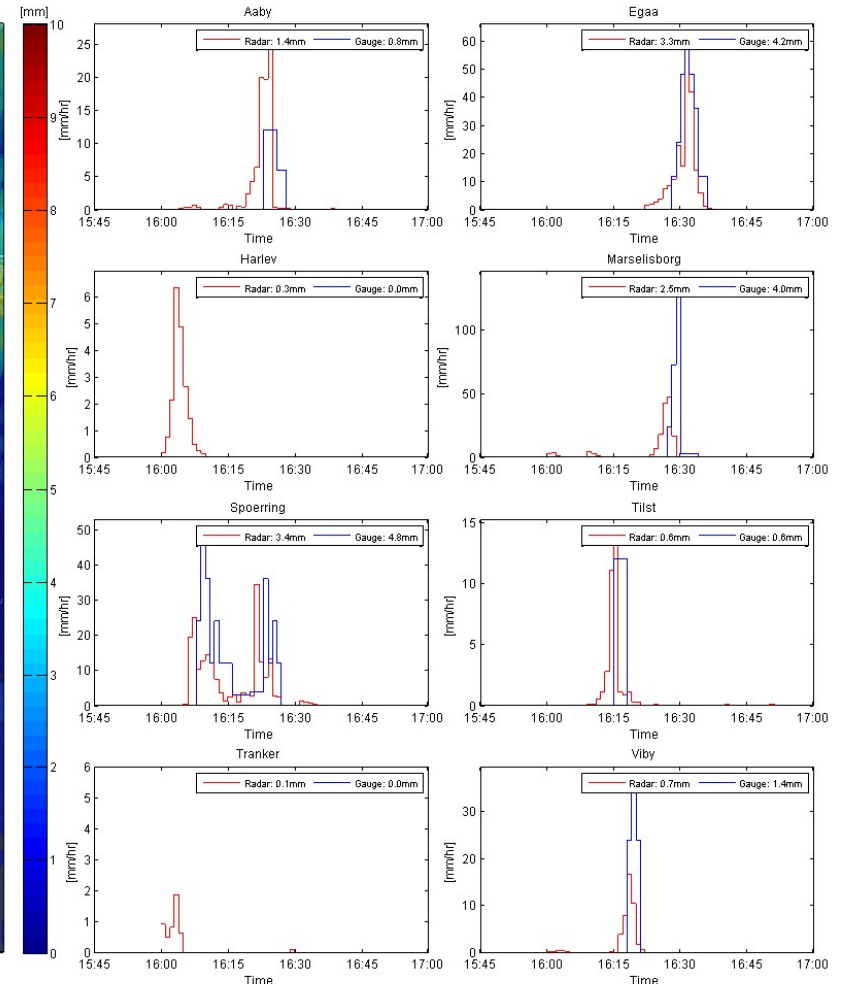 [mm]
10
9
8
7
6
5
4
3
2
1
0
Aaby
Radar: 1.4mm Gauge: 0.8mm
[mm/hr]
25
20
15
10
5
0
15:45 16:00 16:15 16:30 16:45 17:00
Time
Egaa
Radar: 3.3mm Gauge: 4.2mm
[mm/hr]
60
50
40
30
20
10
0
15:45 16:00 16:15 16:30 16:45 17:00
Time
Harlev
Radar: 0.3mm Gauge: 0.0mm
[mm/hr]
6
5
4
3
2
1
0
15:45 16:00 16:15 16:30 16:45 17:00
Time
Marselisborg
Radar: 2.5mm Gauge: 4.0mm
[mm/hr]
100
50
0
15:45 16:00 16:15 16:30 16:45 17:00
Time
Spoerring
Radar: 3.4mm Gauge: 4.8mm
[mm/hr]
50
40
30
20
10
0
15:45 16:00 16:15 16:30 16:45 17:00
Time
Tilst
Radar: 0.6mm Gauge: 0.6mm
[mm/hr]
15
10
5
0
15:45 16:00 16:15 16:30 16:45 17:00
Time
Tranker
Radar: 0.1mm Gauge: 0.0mm
[mm/hr]
6
5
4
3
2
1
0
15:45 16:00 16:15 16:30 16:45 17:00
Time
Viby
Radar: 0.7mm Gauge: 1.4mm
[mm/hr]
30
20
10
0
15:45 16:00 16:15 16:30 16:45 17:00
Time